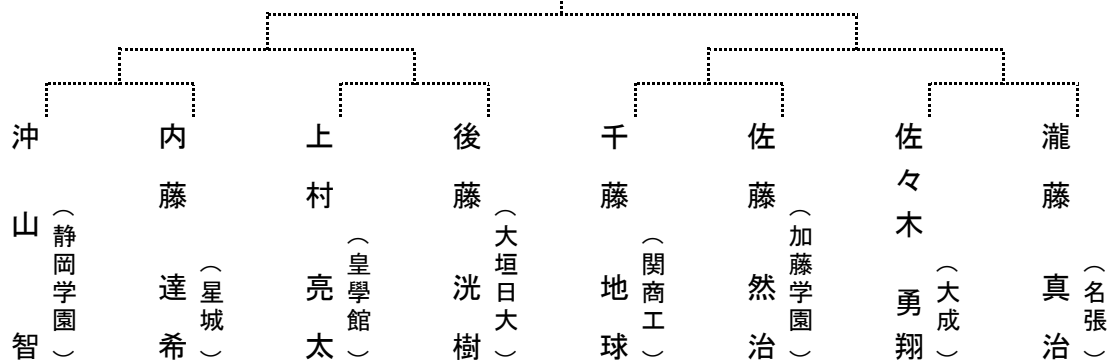 沖山智
（静岡学園）
内藤達希
（星城）
上村亮太
（皇學館）
後藤洸樹
（大垣日大）
千藤地球
（関商工）
佐藤然治
（加藤学園）
佐々木勇翔
（大成）
瀧藤真治
（名張）